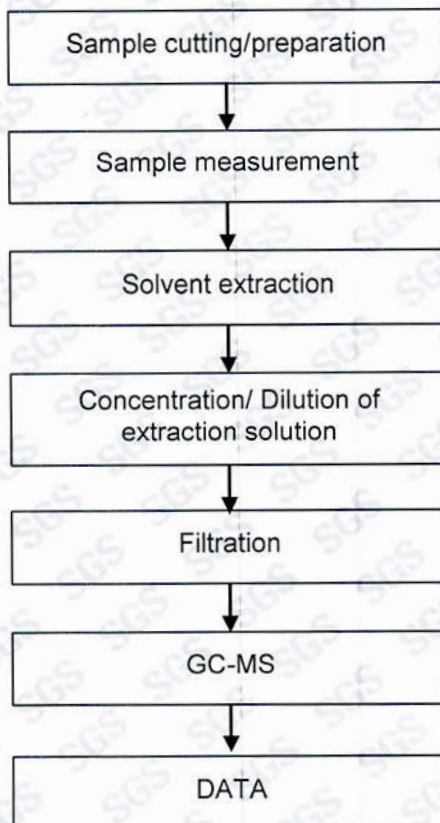 Sample cutting/preparation
Sample measurement
Solvent extraction
Concentration/ Dilution of
extraction solution
Filtration
GC-MS
DATA